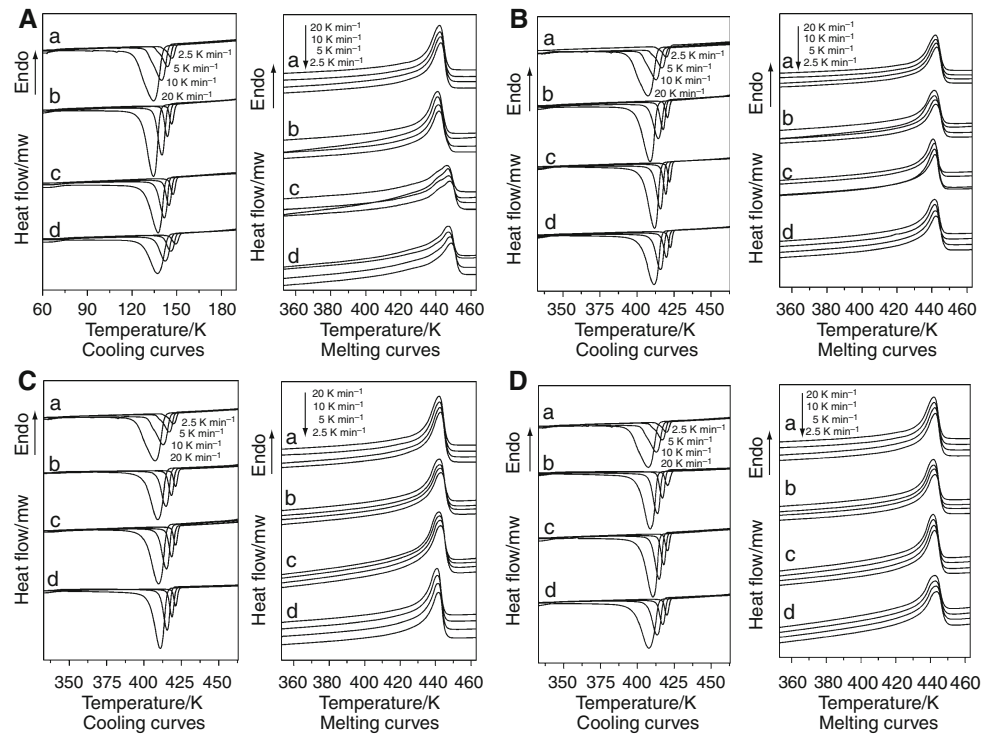 A
a
2.5 K min⁻¹
5 K min⁻¹
10 K min⁻¹
20 K min⁻¹
b
c
d
Endo
Heat flow/mw
60 90 120 150 180
Temperature/K
Cooling curves
20 K min⁻¹
10 K min⁻¹
5 K min⁻¹
2.5 K min⁻¹
a
b
c
d
Endo
Heat flow/mw
360 380 400 420 440 460
Temperature/K
Melting curves
B
a
2.5 K min⁻¹
5 K min⁻¹
10 K min⁻¹
20 K min⁻¹
b
c
d
Endo
Heat flow/mw
350 375 400 425 450
Temperature/K
Cooling curves
20 K min⁻¹
10 K min⁻¹
5 K min⁻¹
2.5 K min⁻¹
a
b
c
d
Endo
Heat flow/mw
360 380 400 420 440 460
Temperature/K
Melting curves
C
a
2.5 K min⁻¹
5 K min⁻¹
10 K min⁻¹
20 K min⁻¹
b
c
d
Endo
Heat flow/mw
350 375 400 425 450
Temperature/K
Cooling curves
20 K min⁻¹
10 K min⁻¹
5 K min⁻¹
2.5 K min⁻¹
a
b
c
d
Endo
Heat flow/mw
360 380 400 420 440 460
Temperature/K
Melting curves
D
a
2.5 K min⁻¹
5 K min⁻¹
10 K min⁻¹
20 K min⁻¹
b
c
d
Endo
Heat flow/mw
350 375 400 425 450
Temperature/K
Cooling curves
20 K min⁻¹
10 K min⁻¹
5 K min⁻¹
2.5 K min⁻¹
a
b
c
d
Endo
Heat flow/mw
360 380 400 420 440 460
Temperature/K
Melting curves